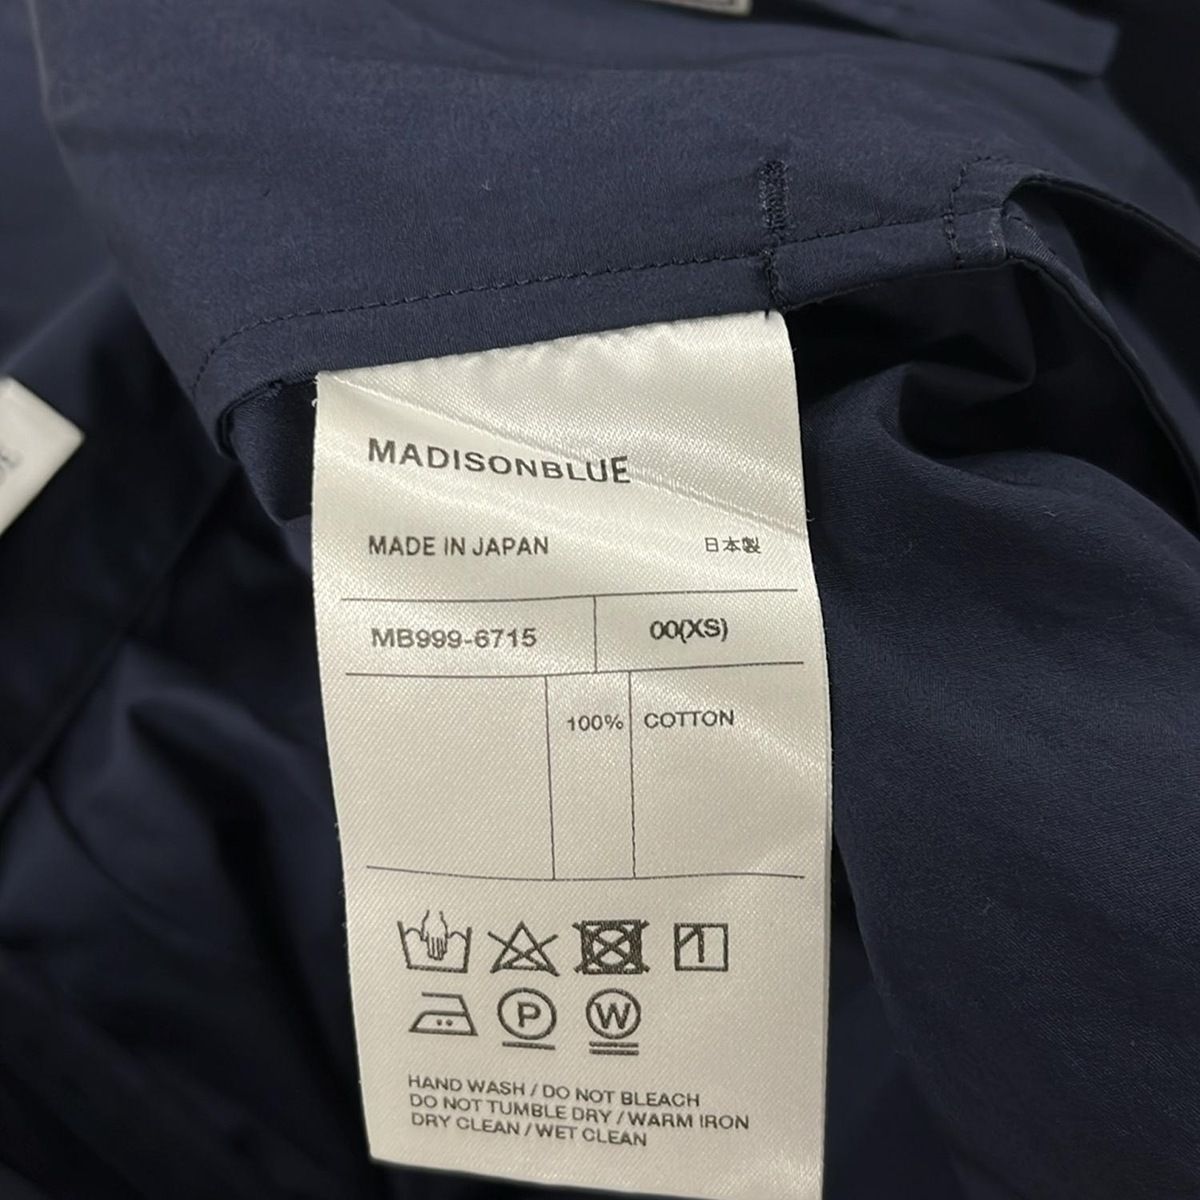 MADISONBLUE
MADE IN JAPAN 日本製
MB999-6715 00(XS)
100% COTTON
P W
HAND WASH / DO NOT BLEACH
DO NOT TUMBLE DRY / WARM IRON
DRY CLEAN / WET CLEAN